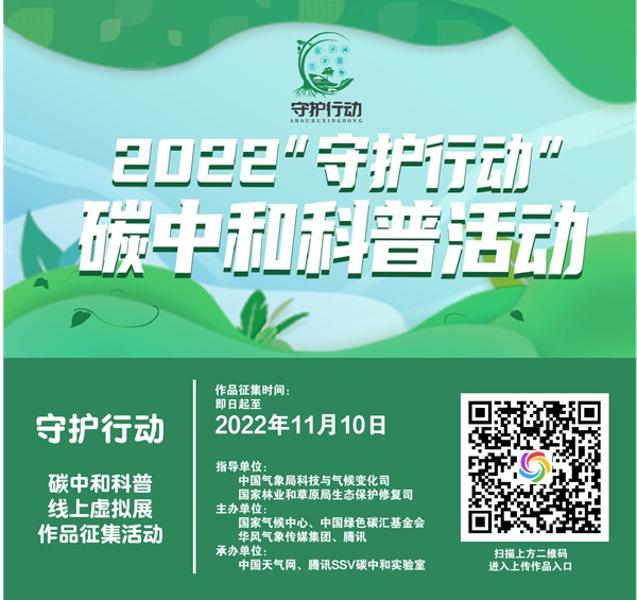 守护行动
SHOUHUXINGDONG
2022“守护行动”
碳中和科普活动
守护行动
碳中和科普
线上虚拟展
作品征集活动
作品征集时间：
即日起至
2022年11月10日
指导单位：
中国气象局科技与气候变化司
国家林业和草原局生态保护修复司
主办单位：
国家气候中心、中国绿色碳汇基金会
华风气象传媒集团、腾讯
承办单位：
中国天气网、腾讯SSV碳中和实验室
扫描上方二维码
进入上传作品入口